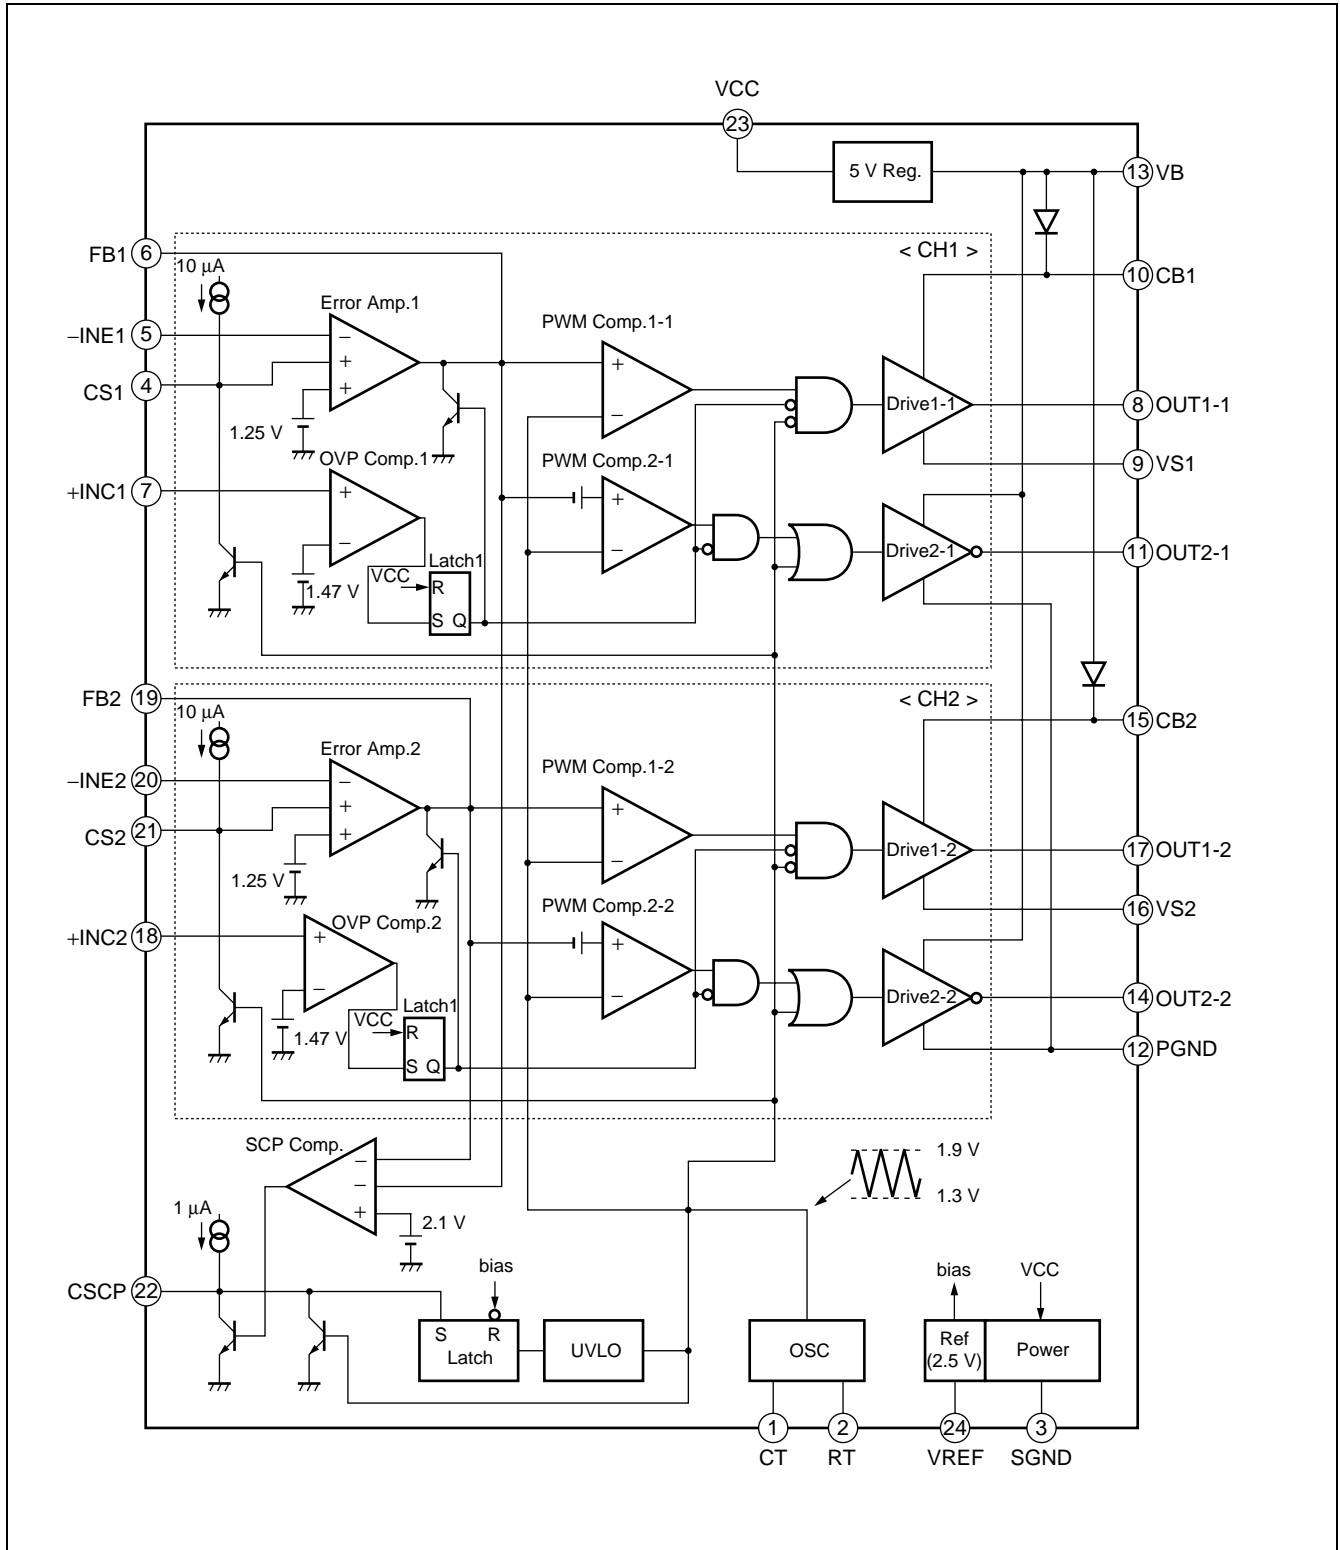 VCC
23
5 V Reg.
13 VB
FB1 6
< CH1 >
10 µA
10 CB1
Error Amp.1
PWM Comp.1-1
−INE1 5
−
+
+
CS1 4
+
−
Drive1-1
8 OUT1-1
1.25 V
OVP Comp.1
PWM Comp.2-1
9 VS1
+INC1 7
+
−
+
−
Drive2-1
11 OUT2-1
Latch1
VCC
R
1.47 V
S Q
FB2 19
< CH2 >
10 µA
15 CB2
Error Amp.2
PWM Comp.1-2
−INE2 20
−
+
+
CS2 21
+
−
Drive1-2
17 OUT1-2
1.25 V
OVP Comp.2
PWM Comp.2-2
16 VS2
+INC2 18
+
−
+
−
Drive2-2
14 OUT2-2
Latch1
VCC
R
1.47 V
S Q
12 PGND
SCP Comp.
−
−
+
1.9 V
1.3 V
1 µA
2.1 V
bias
bias
VCC
CSCP 22
S R
Latch
UVLO
OSC
Ref
(2.5 V)
Power
1 2 24 3
CT RT VREF SGND